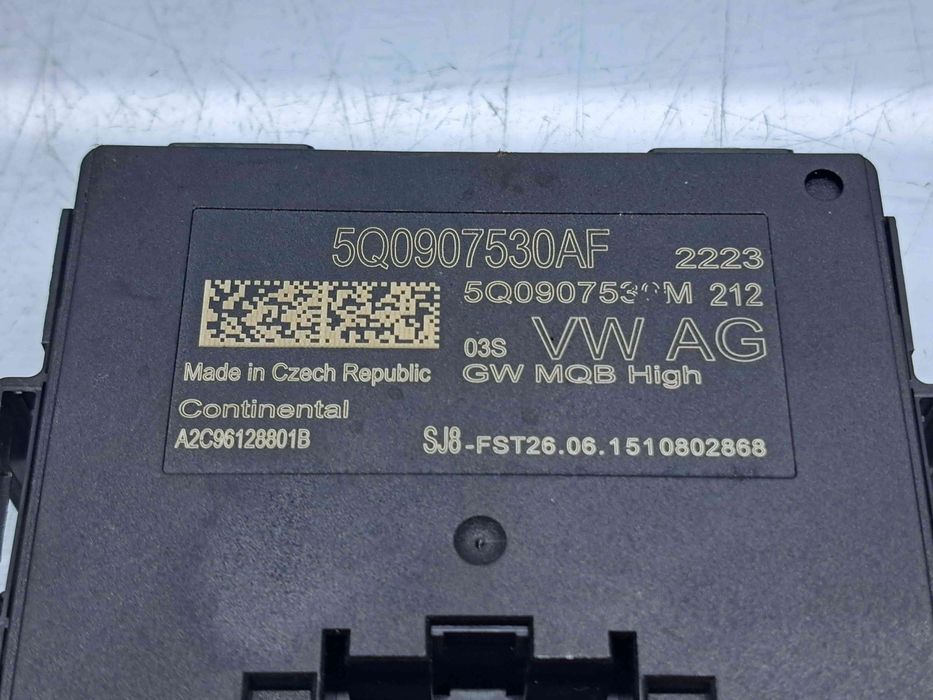 5Q0907530AF 2223
5Q0907530M 212
03S VW AG
Made in Czech Republic GW MQB High
Continental
A2C96128801B SJ8-FST26.06.1510802868